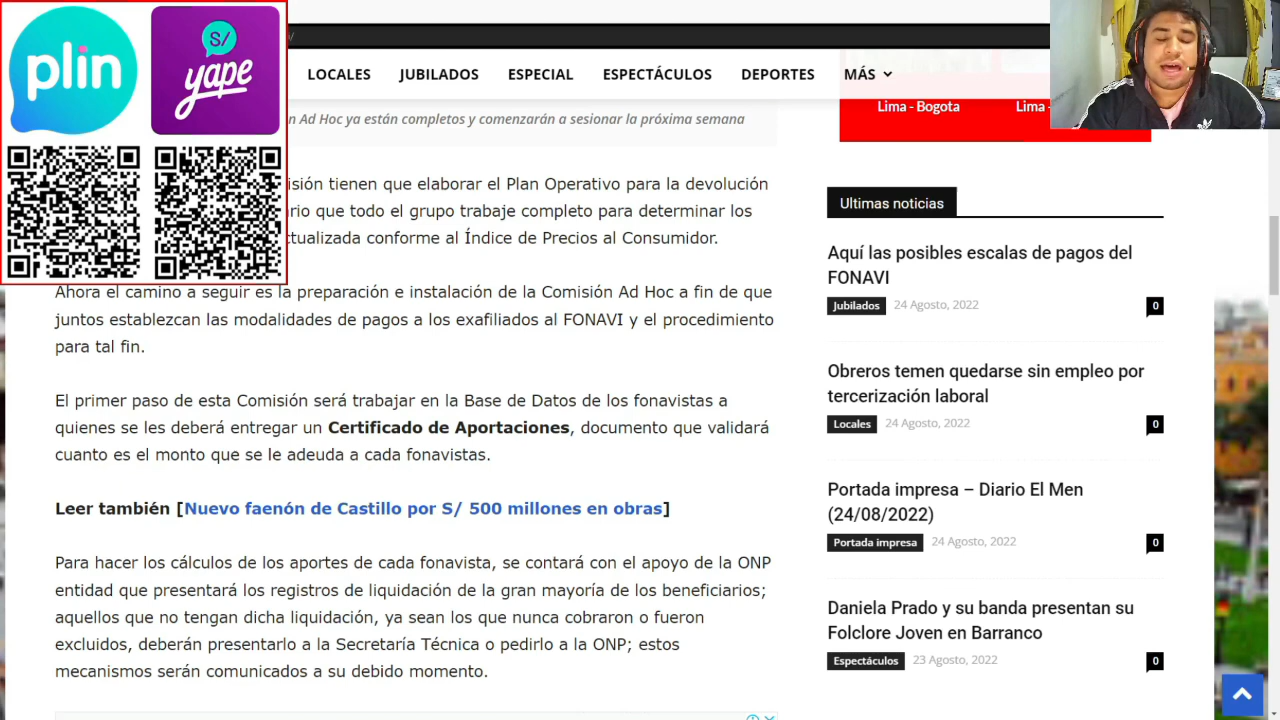 plin
S/
yape
LOCALES JUBILADOS ESPECIAL ESPECTÁCULOS DEPORTES MÁS
n Ad Hoc ya están completos y comenzarán a sesionar la próxima semana
isión tienen que elaborar el Plan Operativo para la devolución
rio que todo el grupo trabaje completo para determinar los
ctualizada conforme al Índice de Precios al Consumidor.
Ahora el camino a seguir es la preparación e instalación de la Comisión Ad Hoc a fin de que
juntos establezcan las modalidades de pagos a los exafiliados al FONAVI y el procedimiento
para tal fin.
El primer paso de esta Comisión será trabajar en la Base de Datos de los fonavistas a
quienes se les deberá entregar un Certificado de Aportaciones, documento que validará
cuanto es el monto que se le adeuda a cada fonavistas.
Leer también [Nuevo faenón de Castillo por S/ 500 millones en obras]
Para hacer los cálculos de los aportes de cada fonavista, se contará con el apoyo de la ONP
entidad que presentará los registros de liquidación de la gran mayoría de los beneficiarios;
aquellos que no tengan dicha liquidación, ya sean los que nunca cobraron o fueron
excluidos, deberán presentarlo a la Secretaría Técnica o pedirlo a la ONP; estos
mecanismos serán comunicados a su debido momento.
Lima - Bogota Lima -
Ultimas noticias
Aquí las posibles escalas de pagos del
FONAVI
Jubilados 24 Agosto, 2022 0
Obreros temen quedarse sin empleo por
tercerización laboral
Locales 24 Agosto, 2022 0
Portada impresa – Diario El Men
(24/08/2022)
Portada impresa 24 Agosto, 2022 0
Daniela Prado y su banda presentan su
Folclore Joven en Barranco
Espectáculos 23 Agosto, 2022 0